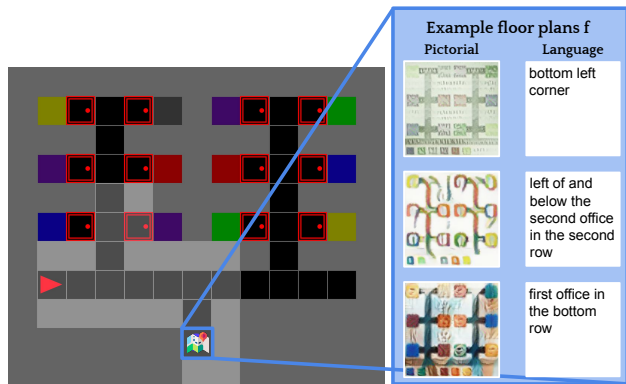 Example floor plans f
Pictorial
Language
bottom left
corner
left of and
below the
second office
in the second
row
first office in
the bottom
row